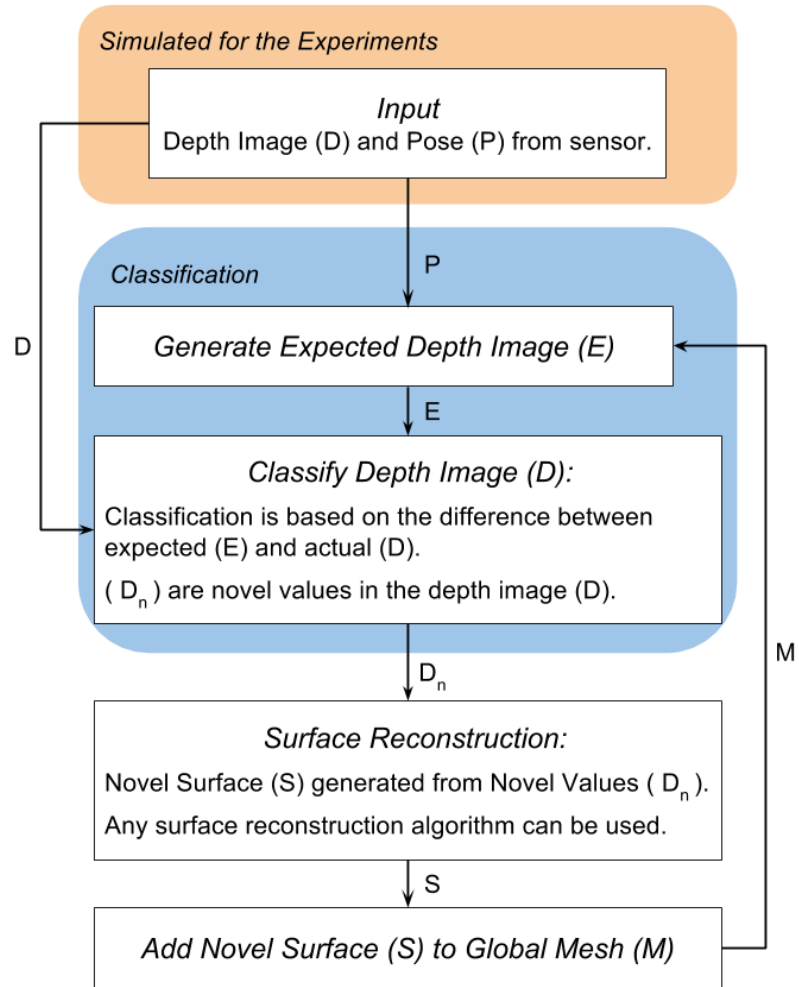 Simulated for the Experiments
Input
Depth Image (D) and Pose (P) from sensor.
P
Classification
D
Generate Expected Depth Image (E)
E
Classify Depth Image (D):
Classification is based on the difference between
expected (E) and actual (D).
( Dn ) are novel values in the depth image (D).
M
Dn
Surface Reconstruction:
Novel Surface (S) generated from Novel Values ( Dn ).
Any surface reconstruction algorithm can be used.
S
Add Novel Surface (S) to Global Mesh (M)